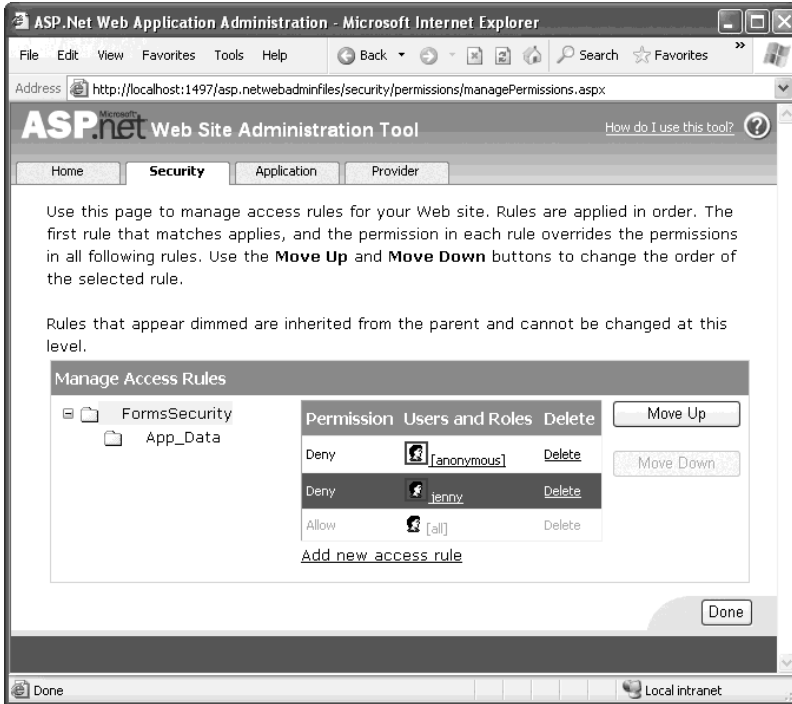 ASP.Net Web Application Administration - Microsoft Internet Explorer
File Edit View Favorites Tools Help Back Search Favorites »
Address http://localhost:1497/asp.netwebadminfiles/security/permissions/managePermissions.aspx
Microsoft
ASP.net Web Site Administration Tool How do I use this tool? ?
Home Security Application Provider
Use this page to manage access rules for your Web site. Rules are applied in order. The
first rule that matches applies, and the permission in each rule overrides the permissions
in all following rules. Use the Move Up and Move Down buttons to change the order of
the selected rule.
Rules that appear dimmed are inherited from the parent and cannot be changed at this
level.
Manage Access Rules
FormsSecurity
App_Data
Permission Users and Roles Delete
Deny [anonymous] Delete
Deny jenny Delete
Allow [all] Delete
Add new access rule
Move Up
Move Down
Done
Done Local intranet